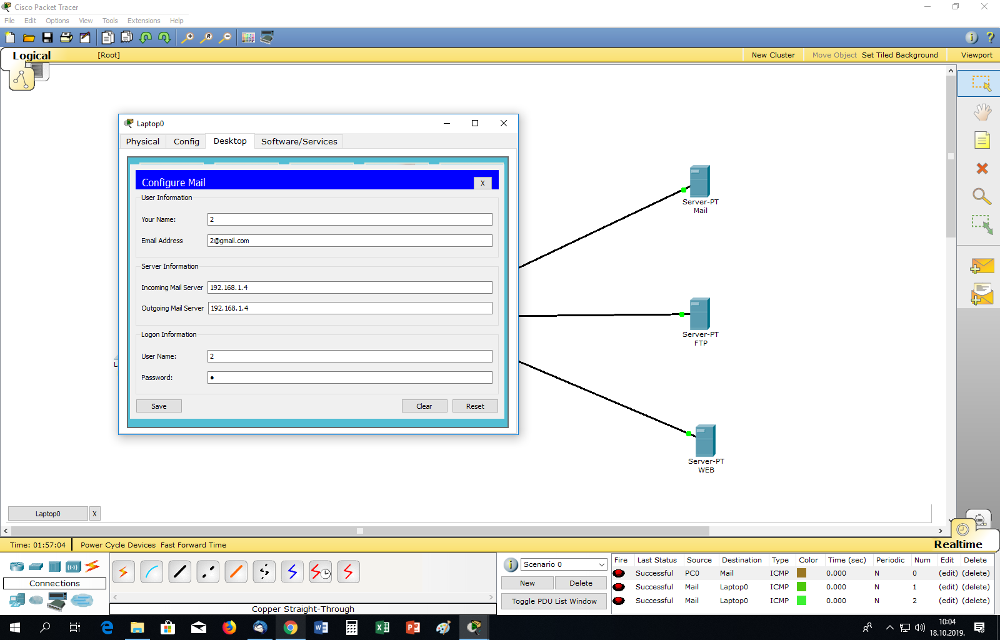 Cisco Packet Tracer
File Edit Options View Tools Extensions Help
Logical [Root] New Cluster Move Object Set Tiled Background Viewport
Laptop0
Physical Config Desktop Software/Services
Configure Mail X
User Information
Your Name: 2
Email Address 2@gmail.com
Server Information
Incoming Mail Server 192.168.1.4
Outgoing Mail Server 192.168.1.4
Logon Information
User Name: 2
Password: ●
Save Clear Reset
Server-PT
Mail
Server-PT
FTP
Server-PT
WEB
L
Laptop0 X
Time: 01:57:04 Power Cycle Devices Fast Forward Time Realtime
Connections
Copper Straight-Through
Scenario 0
New Delete
Toggle PDU List Window
Fire Last Status Source Destination Type Color Time (sec) Periodic Num Edit Delete
Successful PC0 Mail ICMP 0.000 N 0 (edit) (delete)
Successful Mail Laptop0 ICMP 0.000 N 1 (edit) (delete)
Successful Mail Laptop0 ICMP 0.000 N 2 (edit) (delete)
10:04
18.10.2019.